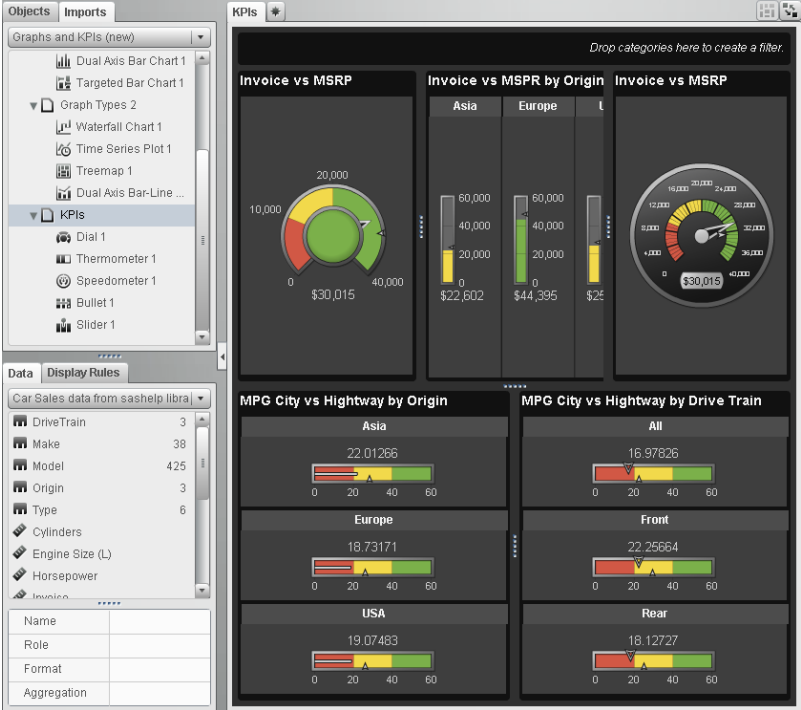 Objects
Imports
Graphs and KPIs (new)
Dual Axis Bar Chart 1
Targeted Bar Chart 1
Graph Types 2
Waterfall Chart 1
Time Series Plot 1
Treemap 1
Dual Axis Bar-Line ...
KPIs
Dial 1
Thermometer 1
Speedometer 1
Bullet 1
Slider 1
Data
Display Rules
Car Sales data from sashelp libra
DriveTrain 3
Make 38
Model 425
Origin 3
Type 6
Cylinders
Engine Size (L)
Horsepower
Invoice
Name
Role
Format
Aggregation
KPIs
Drop categories here to create a filter.
Invoice vs MSRP
0
10,000
20,000
40,000
$30,015
Invoice vs MSPR by Origin
Asia
Europe
U
60,000
40,000
20,000
0
$22,602
60,000
40,000
20,000
0
$44,395
$25
Invoice vs MSRP
0
4,000
8,000
12,000
16,000
20,000
24,000
28,000
32,000
36,000
40,000
$30,015
MPG City vs Hightway by Origin
Asia
22.01266
0 20 40 60
Europe
18.73171
0 20 40 60
USA
19.07483
0 20 40 60
MPG City vs Hightway by Drive Train
All
16.97826
0 20 40 60
Front
22.25664
0 20 40 60
Rear
18.12727
0 20 40 60